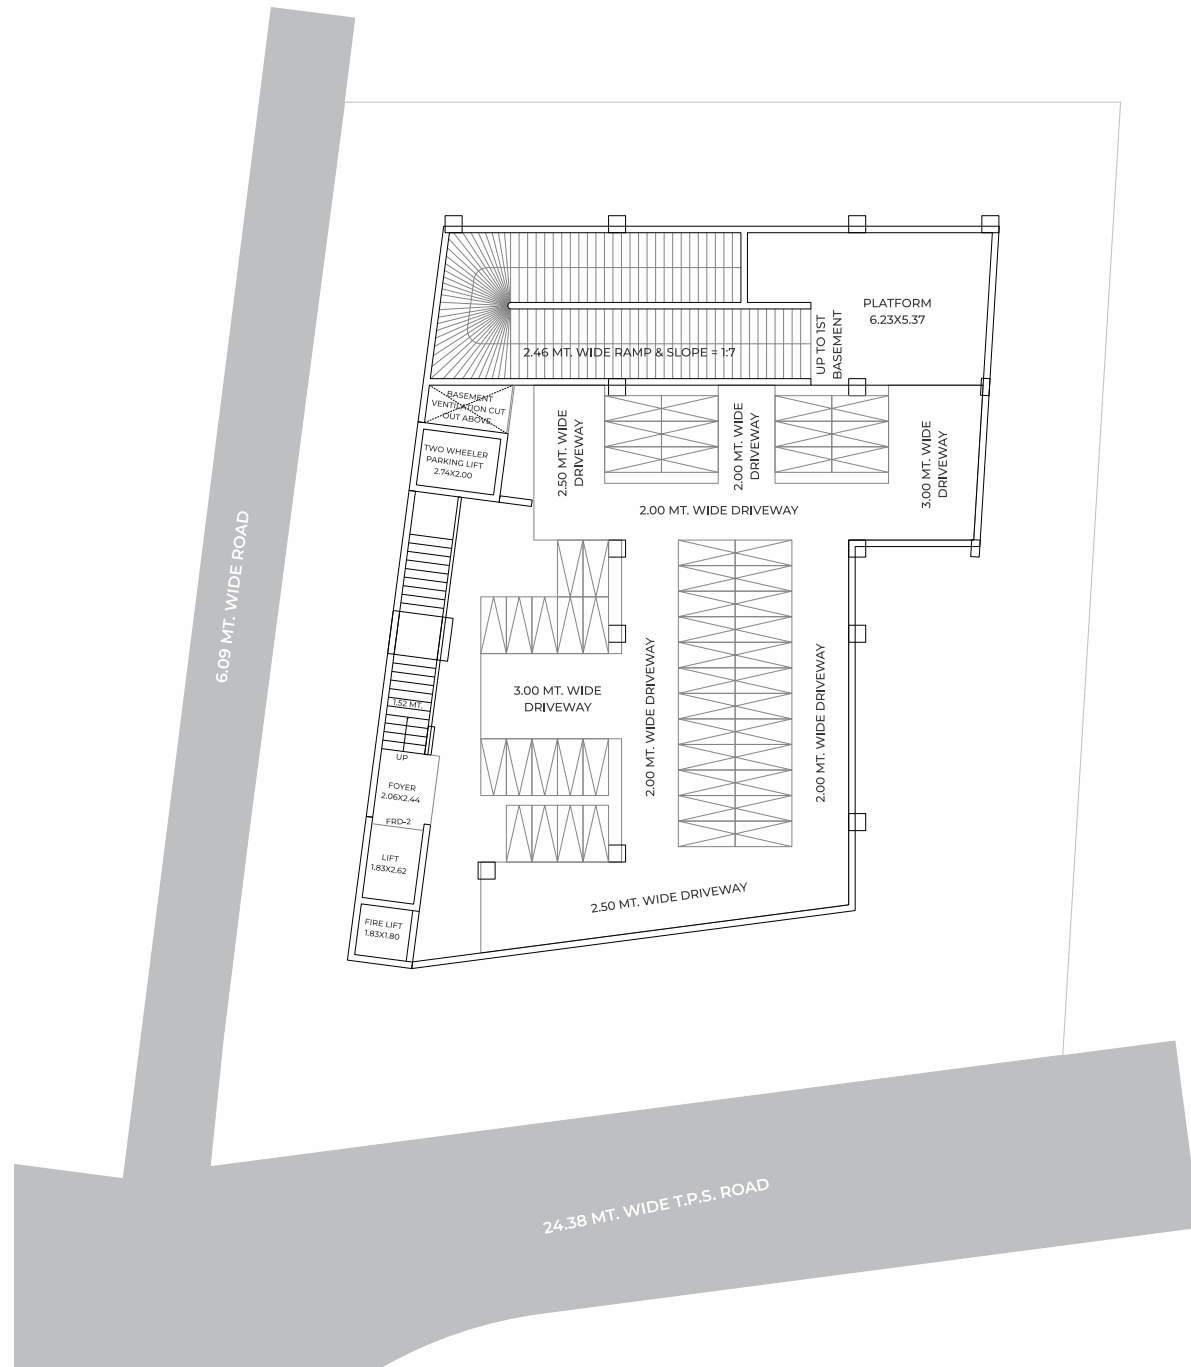 PLATFORM
6.23X5.37
UP TO 1ST
BASEMENT
2.46 MT. WIDE RAMP & SLOPE = 1:7
BASEMENT
VENTILATION CUT
OUT ABOVE
TWO WHEELER
PARKING LIFT
2.74X2.00
2.50 MT. WIDE
DRIVEWAY
2.00 MT. WIDE
DRIVEWAY
3.00 MT. WIDE
DRIVEWAY
2.00 MT. WIDE DRIVEWAY
6.09 MT. WIDE ROAD
3.00 MT. WIDE
DRIVEWAY
2.00 MT. WIDE DRIVEWAY
2.00 MT. WIDE DRIVEWAY
1.52 MT.
UP
FOYER
2.06X2.44
FRD-2
LIFT
1.83X2.62
FIRE LIFT
1.83X1.80
2.50 MT. WIDE DRIVEWAY
24.38 MT. WIDE T.P.S. ROAD